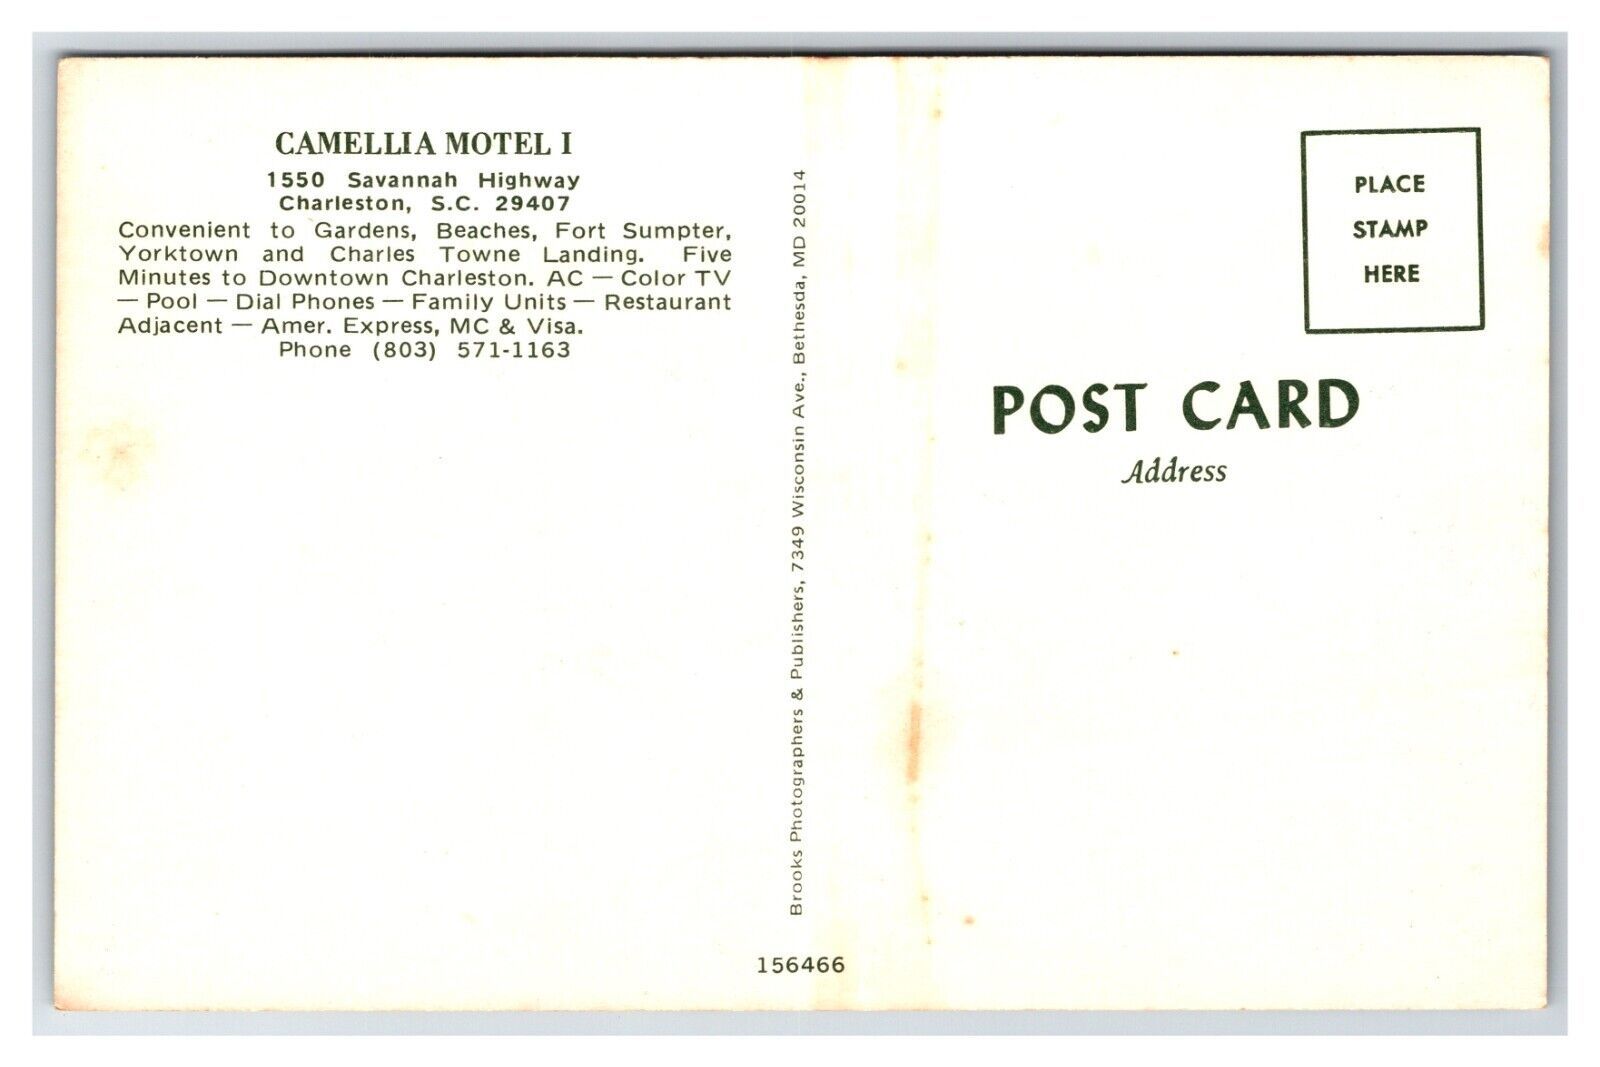 CAMELLIA MOTEL I
1550 Savannah Highway
Charleston, S.C. 29407
Convenient to Gardens, Beaches, Fort Sumpter,
Yorktown and Charles Towne Landing. Five
Minutes to Downtown Charleston. AC — Color TV
— Pool — Dial Phones — Family Units — Restaurant
Adjacent — Amer. Express, MC & Visa.
Phone (803) 571-1163
Brooks Photographers & Publishers, 7349 Wisconsin Ave., Bethesda, MD 20014
156466
PLACE
STAMP
HERE
POST CARD
Address